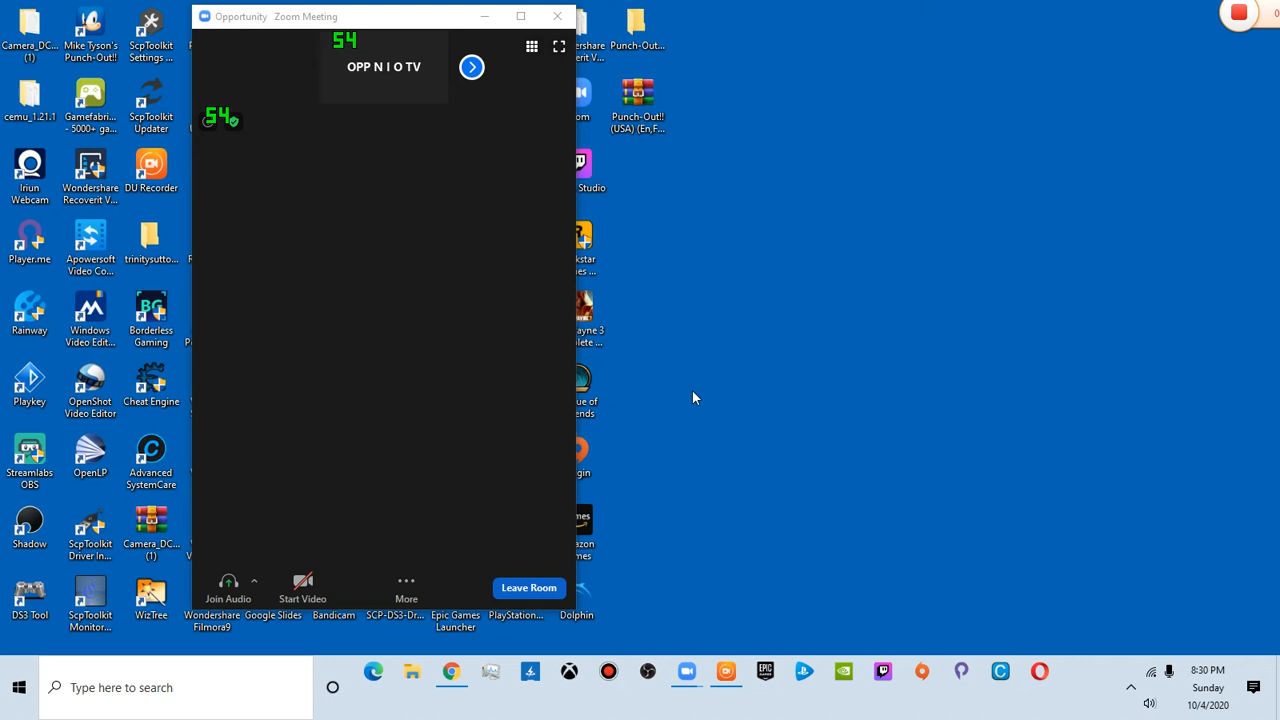 Opportunity Zoom Meeting
54
OPP N I O TV
54
Join Audio
Start Video
More
Leave Room
Camera_DC...
(1)
Mike Tyson's
Punch-Out!!
ScpToolkit
Settings ...
cemu_1.21.1
Gamefabri...
- 5000+ ga...
ScpToolkit
Updater
Iriun
Webcam
Wondershare
Recoverit V...
DU Recorder
Player.me
Apowersoft
Video Co...
trinitysutto...
Rainway
Windows
Video Edit...
Borderless
Gaming
Playkey
OpenShot
Video Editor
Cheat Engine
Streamlabs
OBS
OpenLP
Advanced
SystemCare
Shadow
ScpToolkit
Driver In...
Camera_DC...
(1)
DS3 Tool
ScpToolkit
Monitor...
WizTree
Wondershare
Filmora9
Google Slides
Bandicam
SCP-DS3-Dr...
Epic Games
Launcher
PlayStation...
Dolphin
Punch-Out...
Punch-Out!!
(USA) (En,F...
Studio
Type here to search
8:30 PM
Sunday
10/4/2020